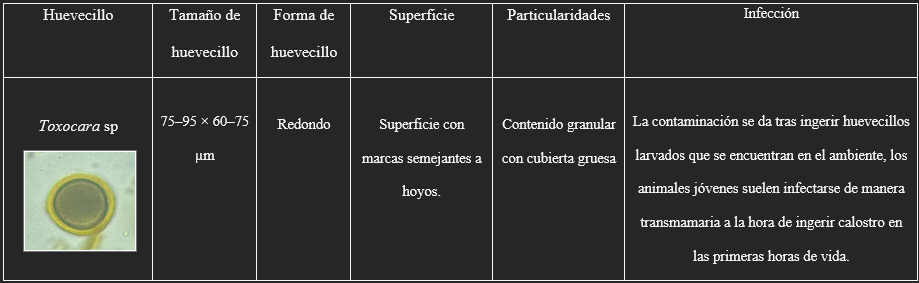 Huevecillo
Tamaño de
huevecillo
Forma de
huevecillo
Superficie
Particularidades
Infección
Toxocara sp
75–95 × 60–75
µm
Redondo
Superficie con
marcas semejantes a
hoyos.
Contenido granular
con cubierta gruesa
La contaminación se da tras ingerir huevecillos
larvados que se encuentran en el ambiente, los
animales jóvenes suelen infectarse de manera
transmamaria a la hora de ingerir calostro en
las primeras horas de vida.